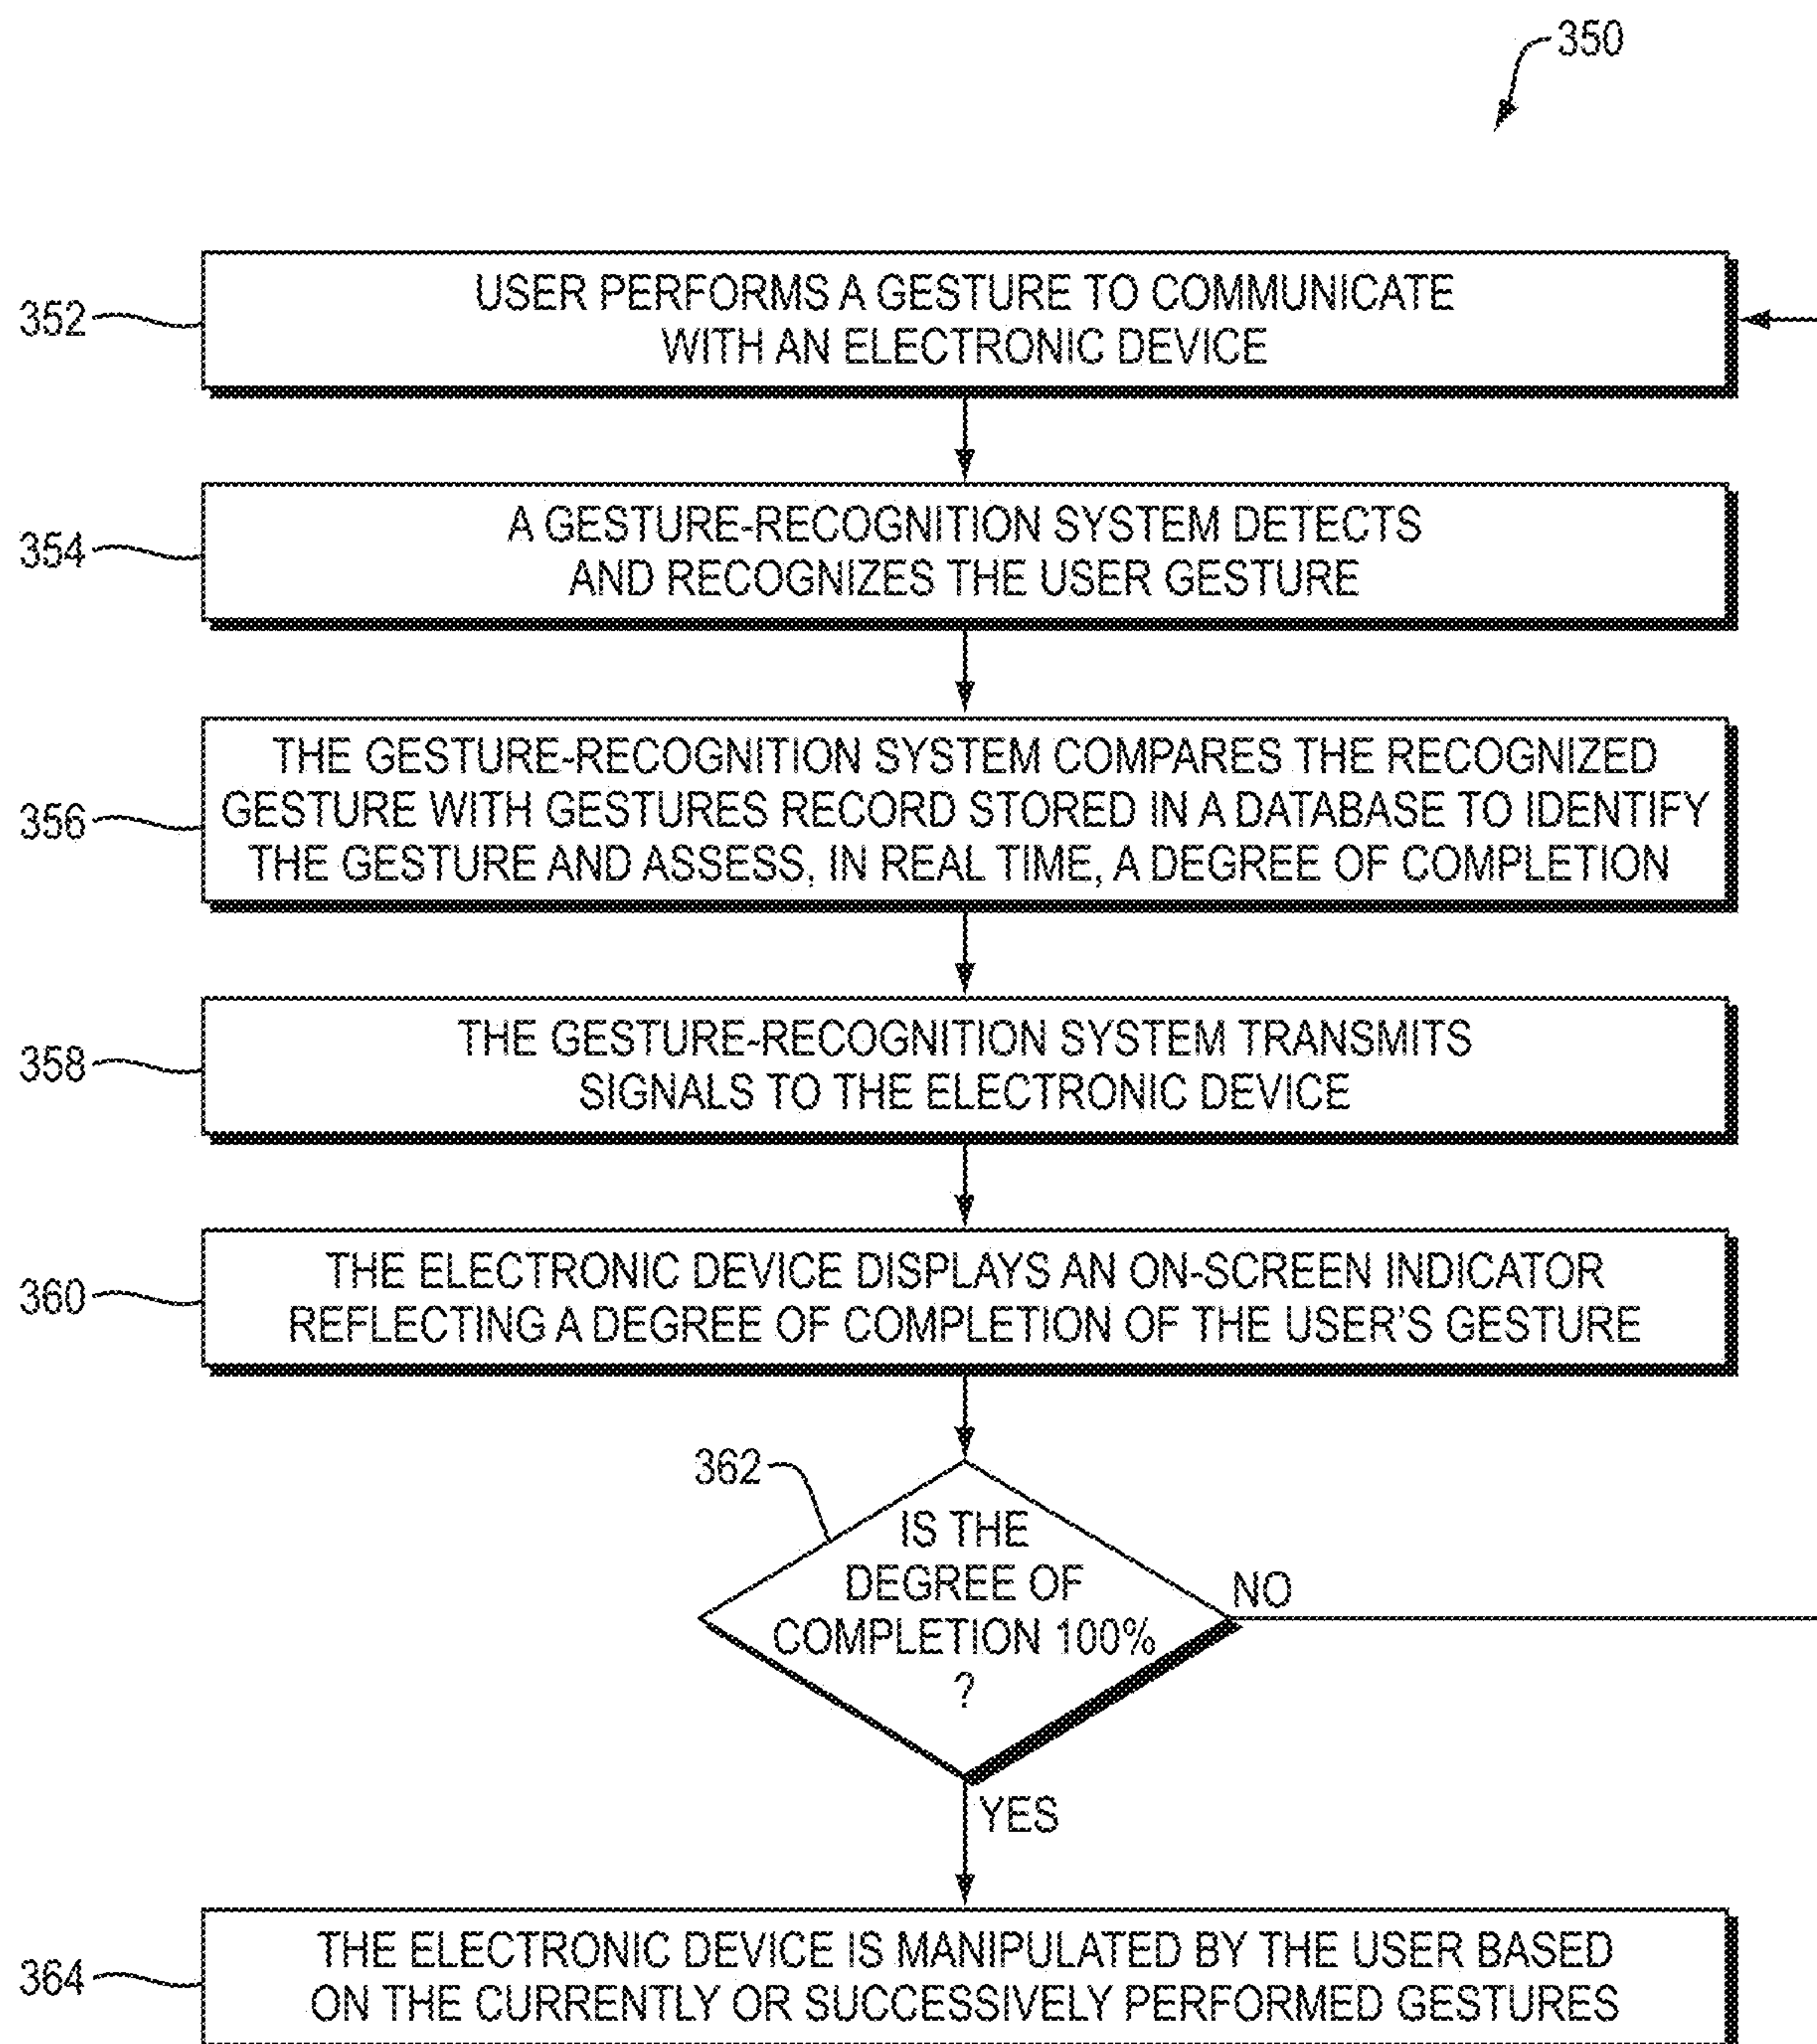 350
352
USER PERFORMS A GESTURE TO COMMUNICATE
WITH AN ELECTRONIC DEVICE
354
A GESTURE-RECOGNITION SYSTEM DETECTS
AND RECOGNIZES THE USER GESTURE
356
THE GESTURE-RECOGNITION SYSTEM COMPARES THE RECOGNIZED
GESTURE WITH GESTURES RECORD STORED IN A DATABASE TO IDENTIFY
THE GESTURE AND ASSESS, IN REAL TIME, A DEGREE OF COMPLETION
358
THE GESTURE-RECOGNITION SYSTEM TRANSMITS
SIGNALS TO THE ELECTRONIC DEVICE
360
THE ELECTRONIC DEVICE DISPLAYS AN ON-SCREEN INDICATOR
REFLECTING A DEGREE OF COMPLETION OF THE USER'S GESTURE
362
IS THE
DEGREE OF
COMPLETION 100%
?
NO
YES
364
THE ELECTRONIC DEVICE IS MANIPULATED BY THE USER BASED
ON THE CURRENTLY OR SUCCESSIVELY PERFORMED GESTURES